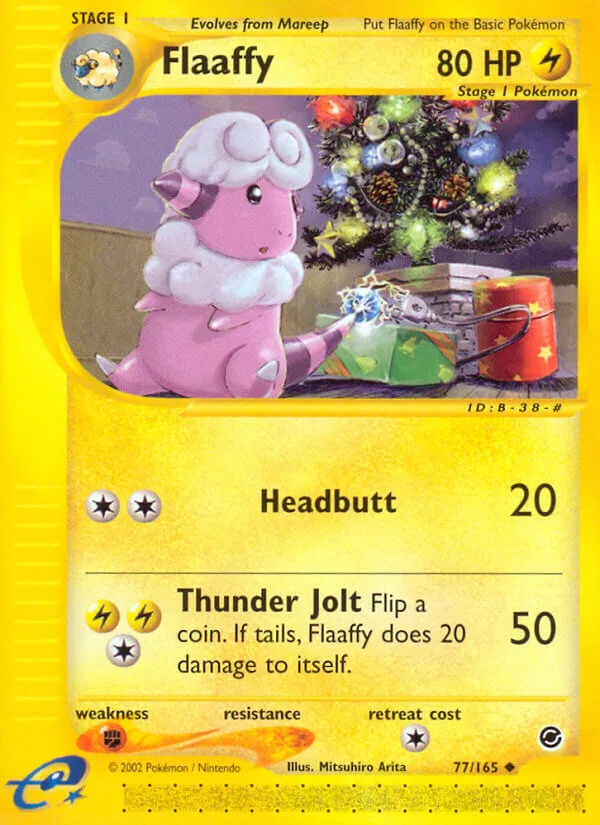 STAGE 1
Evolves from Mareep
Put Flaaffy on the Basic Pokémon
Flaaffy
80 HP
Stage 1 Pokémon
ID:B-38-#
Headbutt
20
Thunder Jolt Flip a
coin. If tails, Flaaffy does 20
damage to itself.
50
weakness
resistance
retreat cost
© 2002 Pokémon / Nintendo
Illus. Mitsuhiro Arita
77/165
e